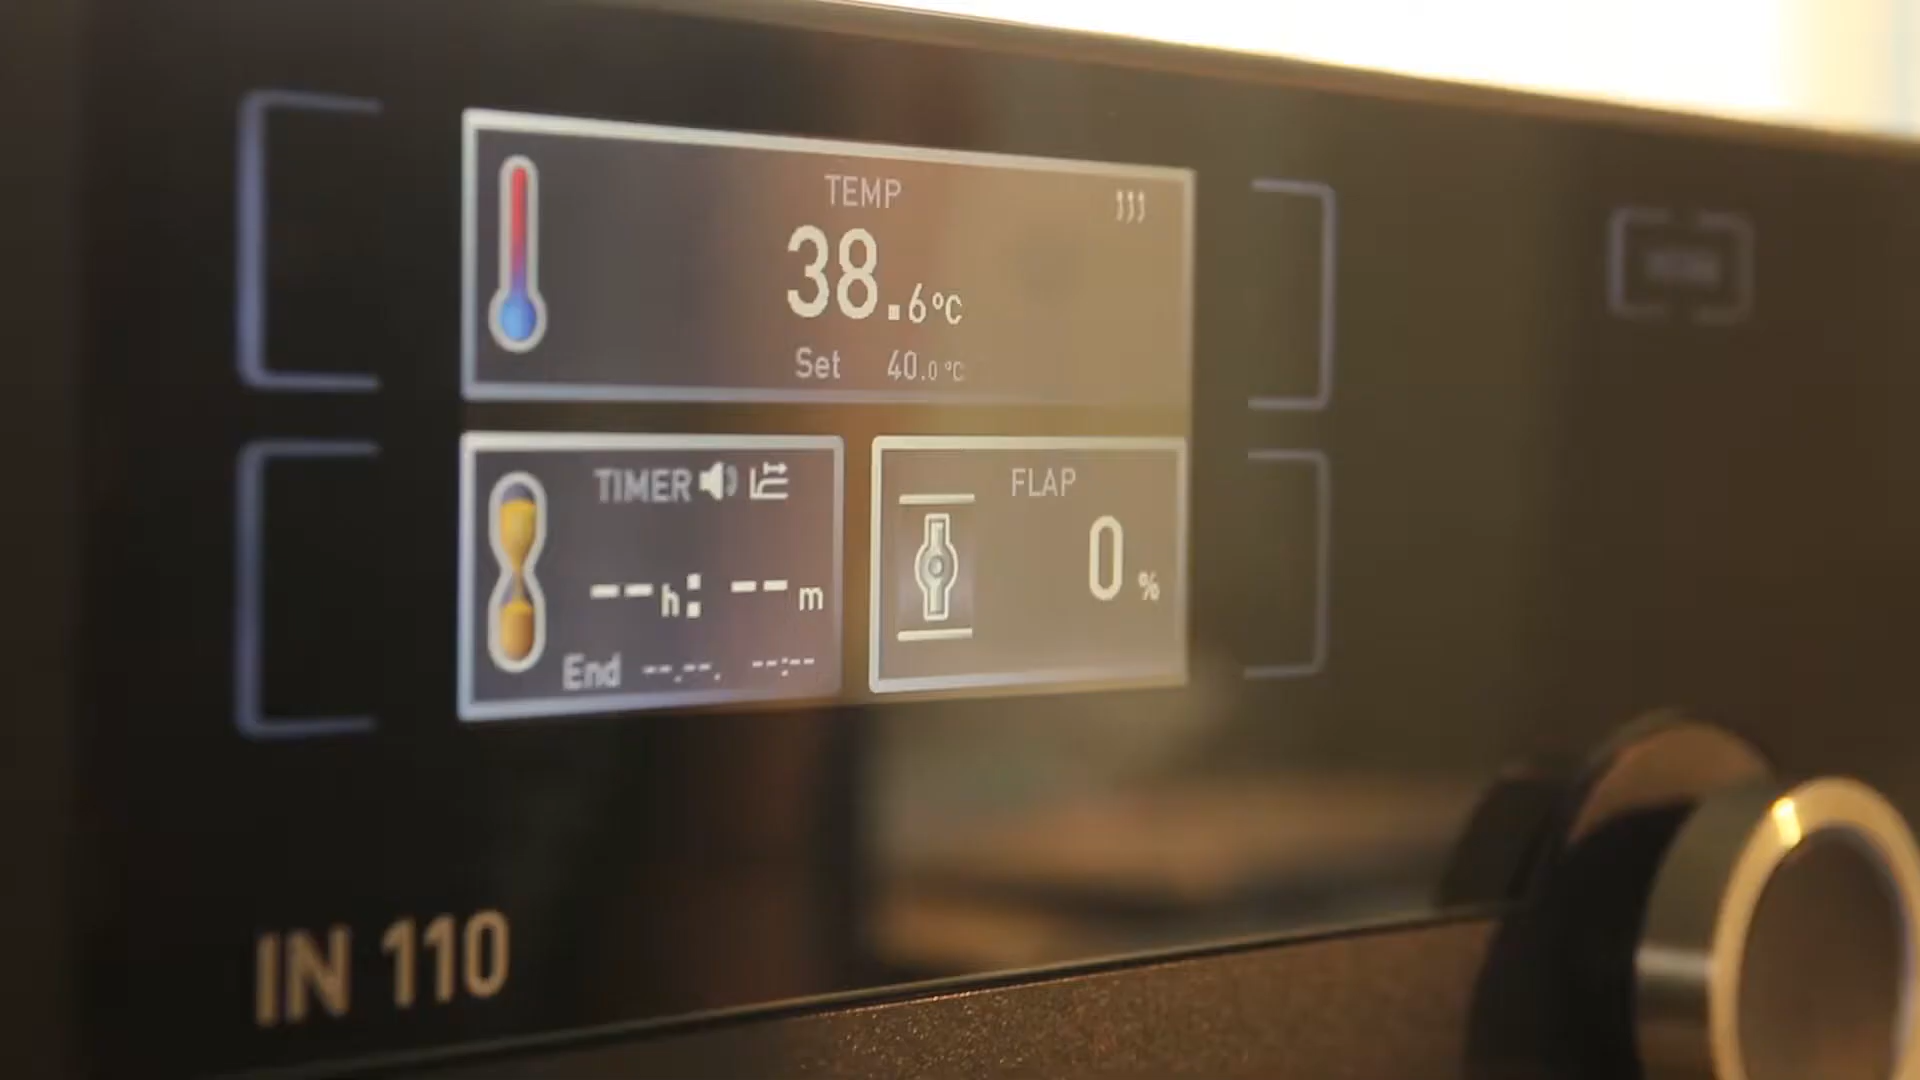 TEMP
38.6°C
Set 40.0 °C
TIMER
--h: --m
End --.--. --:--
FLAP
0 %
IN 110